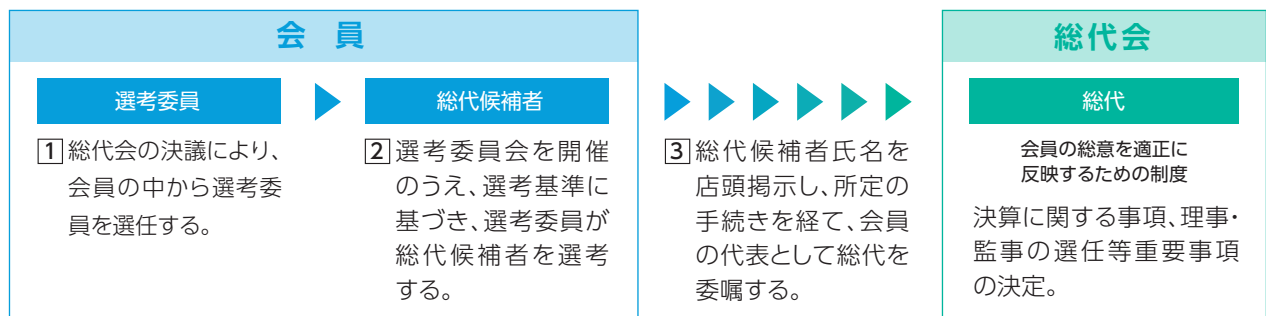 会 員
選考委員
1 総代会の決議により、
会員の中から選考委
員を選任する。
総代候補者
2 選考委員会を開催
のうえ、選考基準に
基づき、選考委員が
総代候補者を選考
する。
3 総代候補者氏名を
店頭掲示し、所定の
手続きを経て、会員
の代表として総代を
委嘱する。
総代会
総代
会員の総意を適正に
反映するための制度
決算に関する事項、理事・
監事の選任等重要事項
の決定。